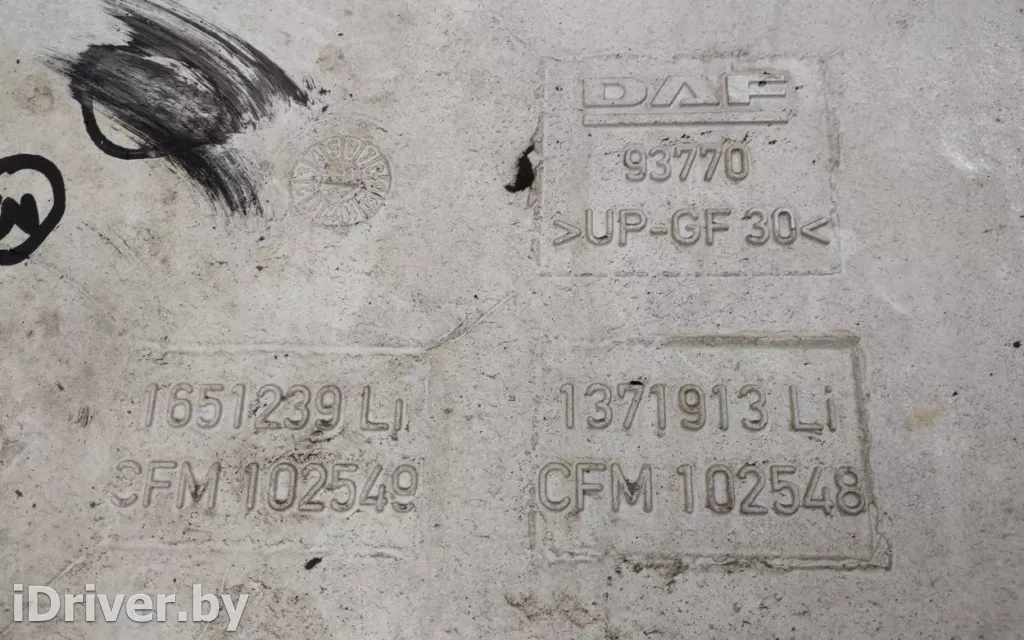 DAF
93770
>UP-GF 30<
1651239 Li
CFM 102549
1371913 Li
CFM 102548
iDriver.by